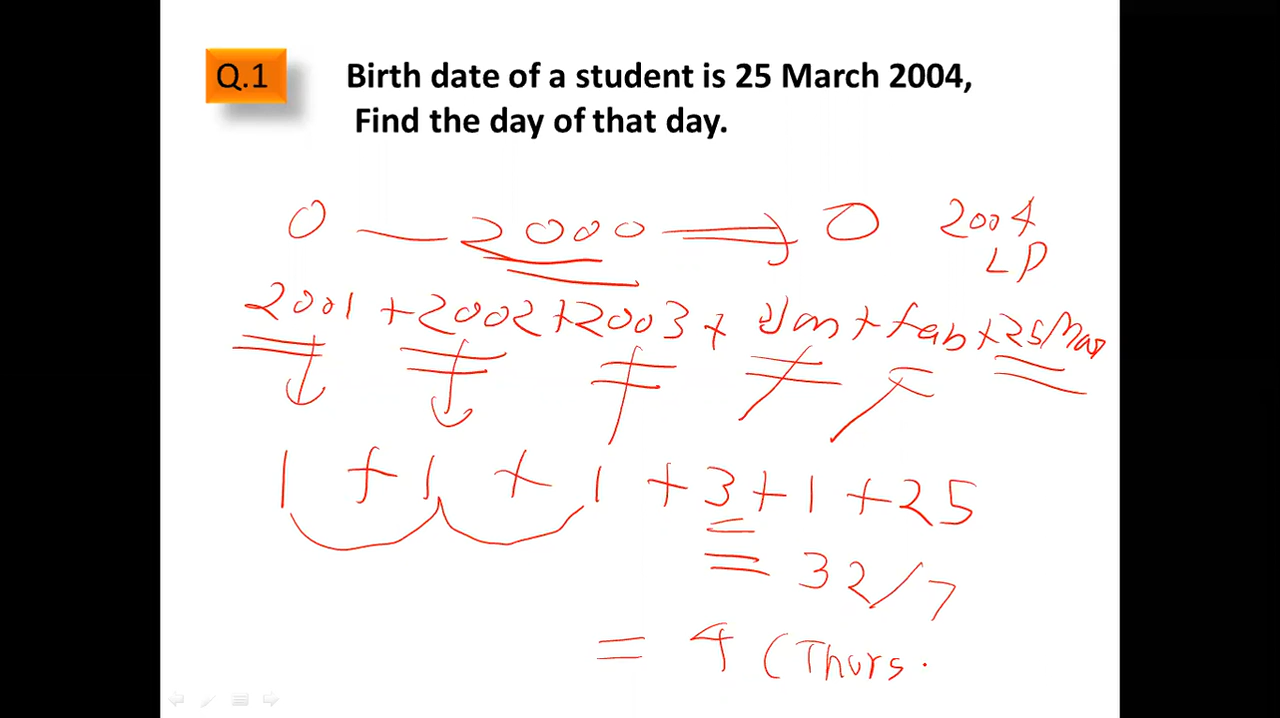 Q.1 Birth date of a student is 25 March 2004,
Find the day of that day.
0 — 2000 → 0 2004
LP
2001 + 2002 + 2003 + Jan + Feb + 25 Mar
1 + 1 + 1 + 3 + 1 + 25
= 32/7
= 4 (Thurs.